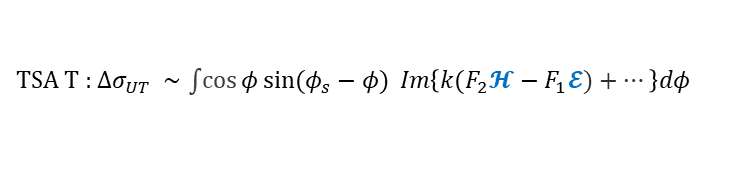 TSA T : Δσ_UT ~ ∫cos ϕ sin(ϕ_s − ϕ) Im{k(F_2ℋ − F_1ℰ) + ⋯ }dϕ